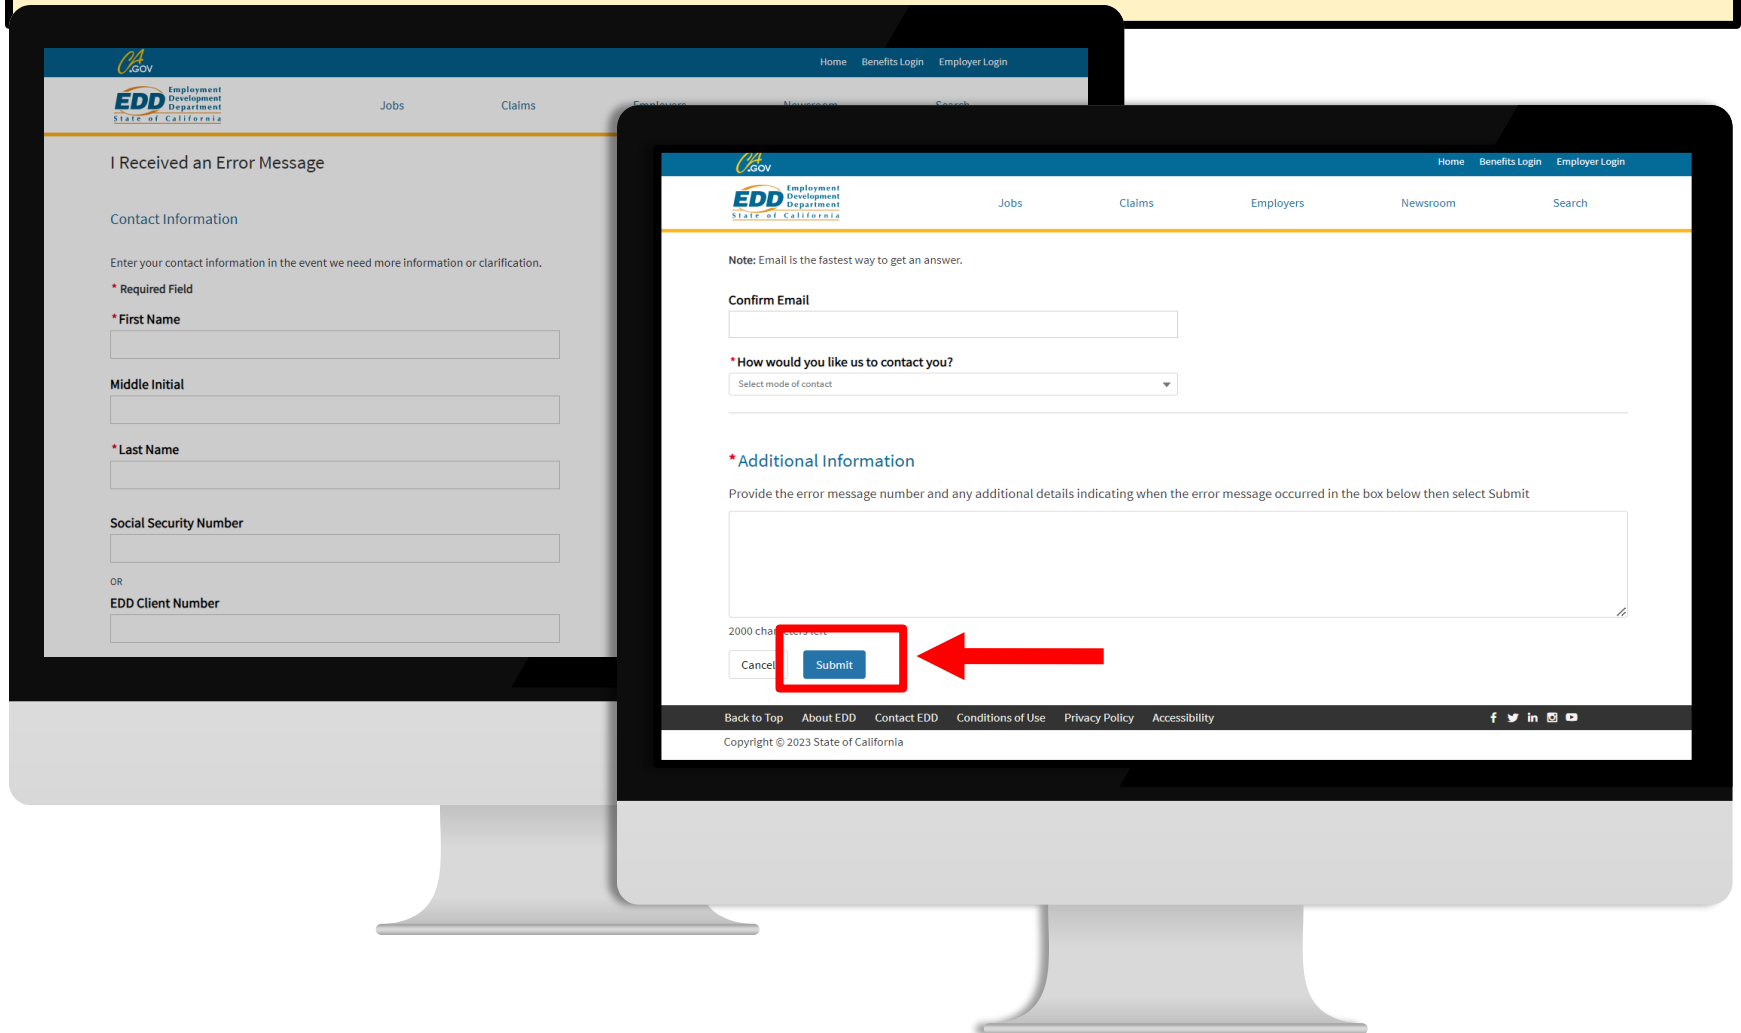 CA.GOV
Home Benefits Login Employer Login
EDD Employment Development Department
State of California
Jobs Claims Employers Newsroom Search
I Received an Error Message
Contact Information
Enter your contact information in the event we need more information or clarification.
* Required Field
*First Name
Middle Initial
*Last Name
Social Security Number
OR
EDD Client Number
CA.GOV
Home Benefits Login Employer Login
EDD Employment Development Department
State of California
Jobs Claims Employers Newsroom Search
Note: Email is the fastest way to get an answer.
Confirm Email
*How would you like us to contact you?
Select mode of contact
*Additional Information
Provide the error message number and any additional details indicating when the error message occurred in the box below then select Submit
2000 characters left
Cancel Submit
Back to Top About EDD Contact EDD Conditions of Use Privacy Policy Accessibility
Copyright © 2023 State of California